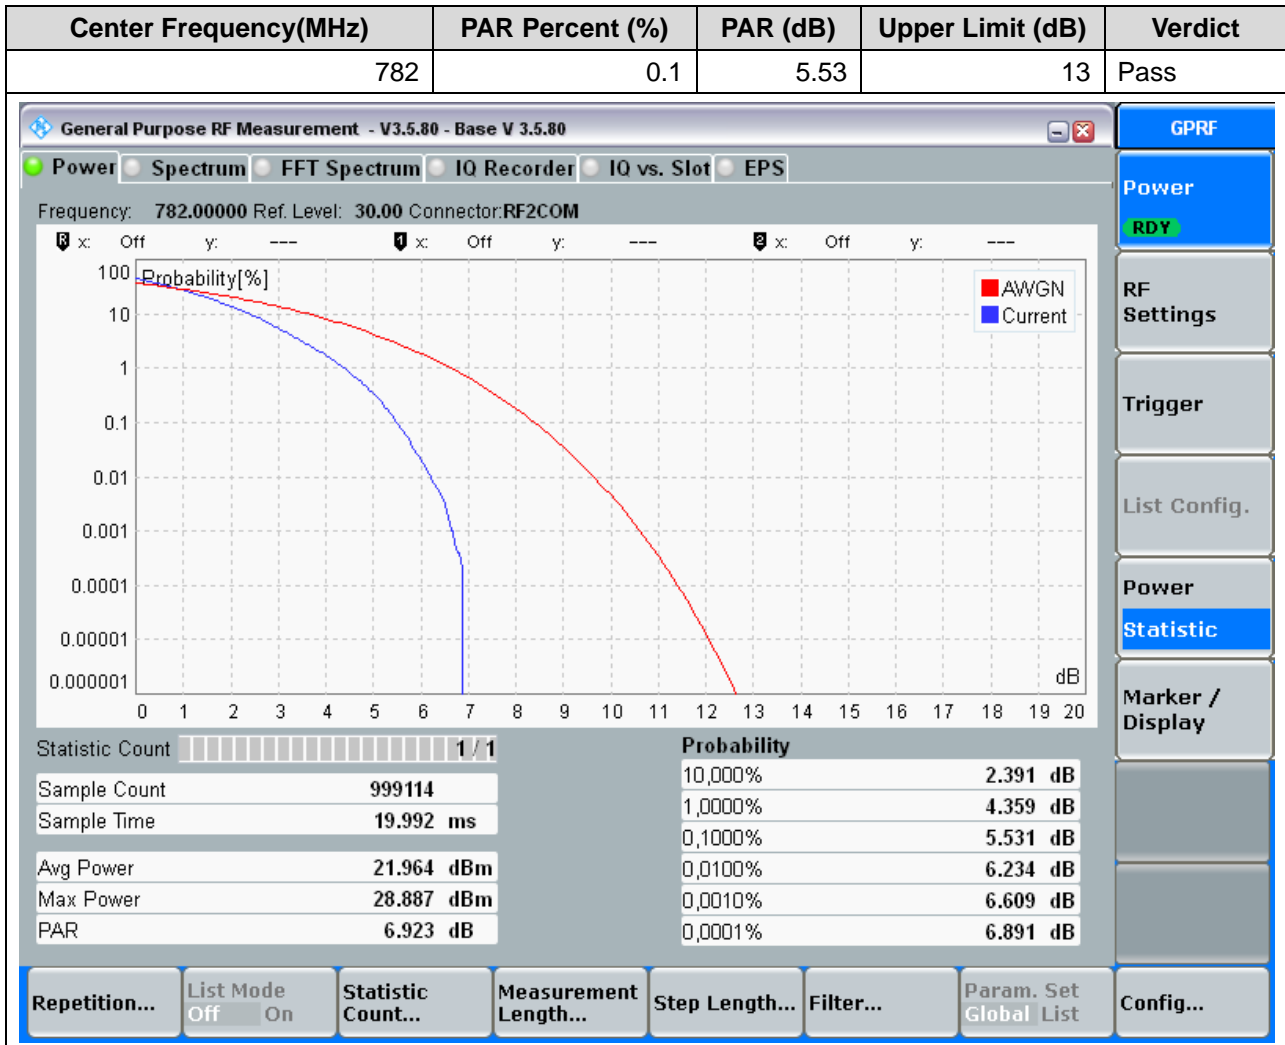 Center Frequency(MHz) PAR Percent (%) PAR (dB) Upper Limit (dB) Verdict
782 0.1 5.53 13 Pass
General Purpose RF Measurement - V3.5.80 - Base V 3.5.80
GPRF
Power Spectrum FFT Spectrum IQ Recorder IQ vs. Slot EPS
Power
RDY
Frequency: 782.00000 Ref. Level: 30.00 Connector:RF2COM
R x: Off y: --- 1 x: Off y: --- 2 x: Off y: ---
100 Probability[%]
AWGN
Current
RF
Settings
10
1
Trigger
0.1
0.01
List Config.
0.001
0.0001
Power
Statistic
0.00001
0.000001
dB
Marker /
Display
0 1 2 3 4 5 6 7 8 9 10 11 12 13 14 15 16 17 18 19 20
Statistic Count 1 / 1
Probability
Sample Count 999114
Sample Time 19.992 ms
Avg Power 21.964 dBm
Max Power 28.887 dBm
PAR 6.923 dB
10,000% 2.391 dB
1,0000% 4.359 dB
0,1000% 5.531 dB
0,0100% 6.234 dB
0,0010% 6.609 dB
0,0001% 6.891 dB
Repetition...
List Mode
Off On
Statistic
Count...
Measurement
Length...
Step Length...
Filter...
Param. Set
Global List
Config...